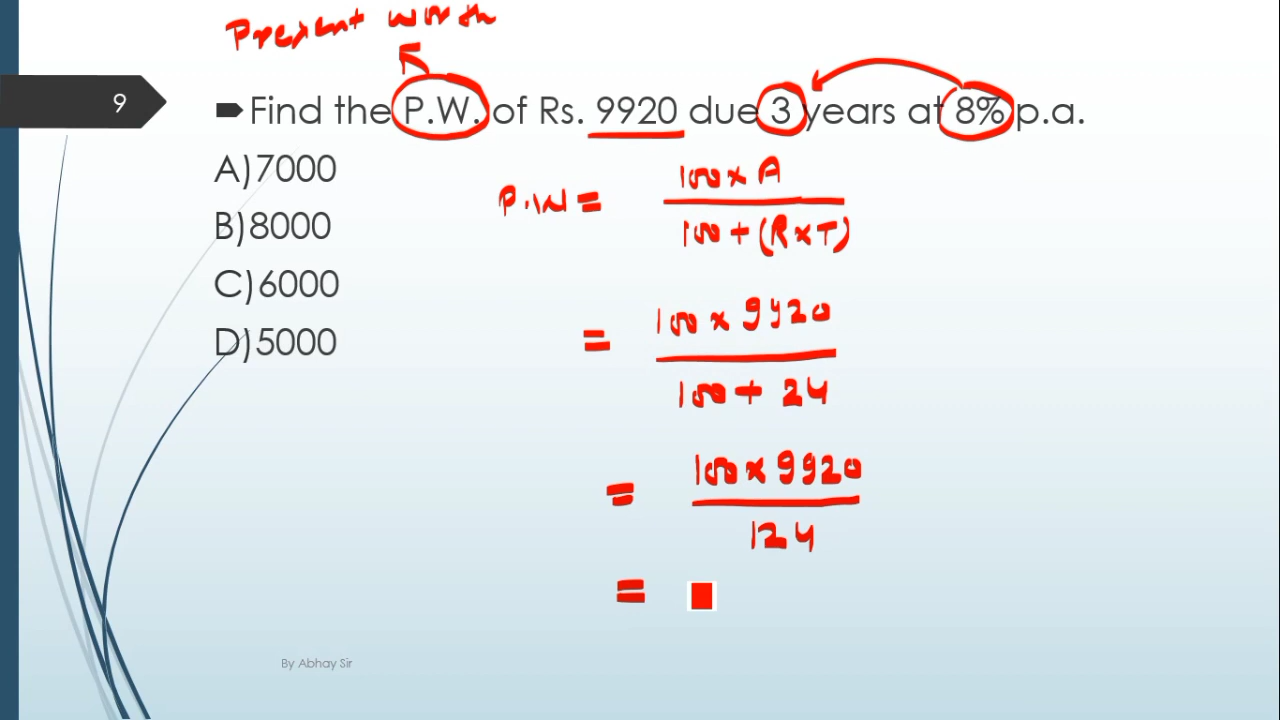 Present worth
9
Find the P.W. of Rs. 9920 due 3 years at 8% p.a.
A)7000
B)8000
C)6000
D)5000
P.W = 100 x A
100 + (R x T)
= 100 x 9920
100 + 24
= 100 x 9920
124
=
By Abhay Sir